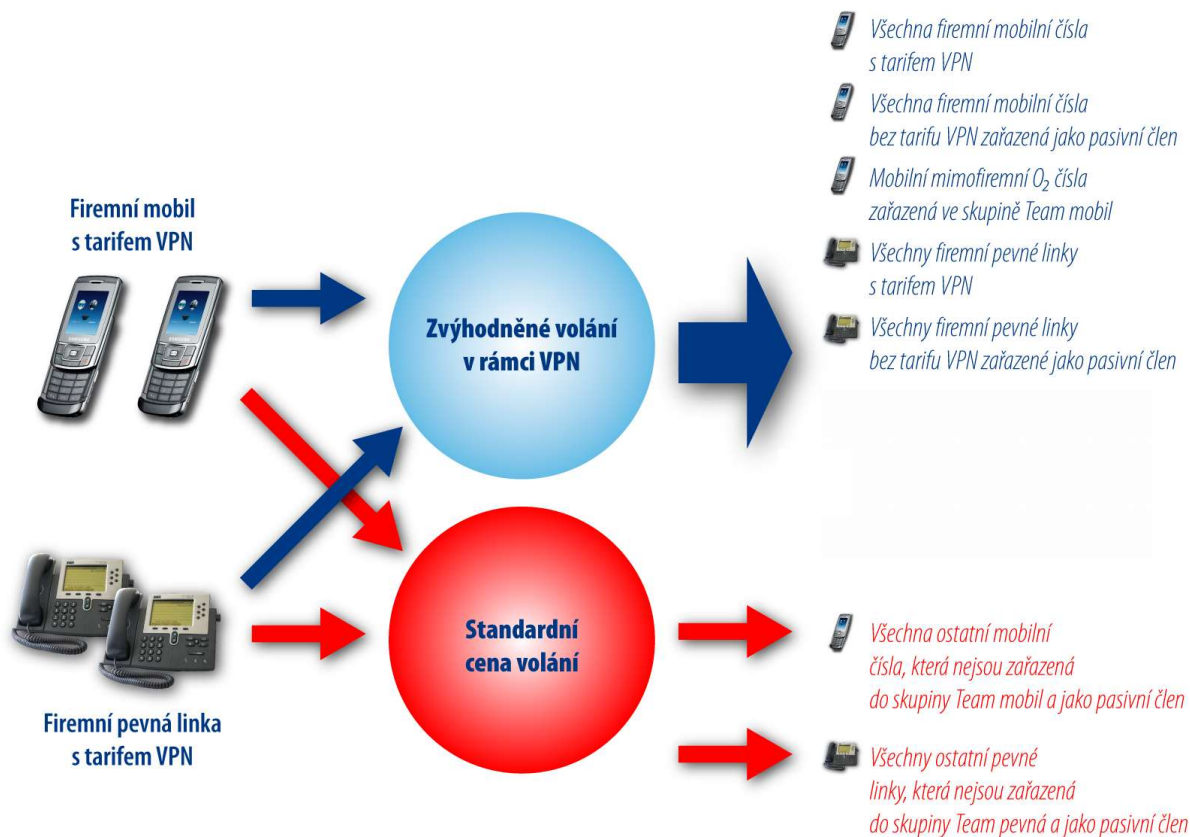 Všechna firemní mobilní čísla
s tarifem VPN
Všechna firemní mobilní čísla
bez tarifu VPN zařazená jako pasivní člen
Mobilní mimofiremní O₂ čísla
zařazená ve skupině Team mobil
Všechny firemní pevné linky
s tarifem VPN
Všechny firemní pevné linky
bez tarifu VPN zařazené jako pasivní člen
Firemní mobil
s tarifem VPN
Zvýhodněné volání
v rámci VPN
Standardní
cena volání
Firemní pevná linka
s tarifem VPN
Všechna ostatní mobilní
čísla, která nejsou zařazená
do skupiny Team mobil a jako pasivní člen
Všechny ostatní pevné
linky, která nejsou zařazená
do skupiny Team pevná a jako pasivní člen